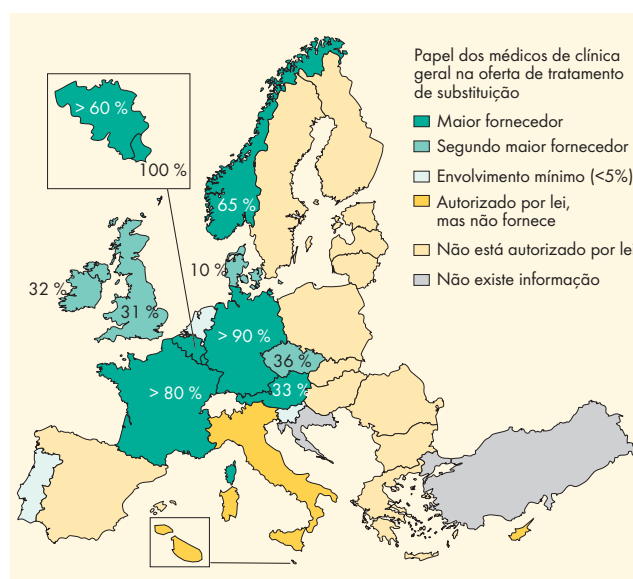 Papel dos médicos de clínica
geral na oferta de tratamento
de substituição
Maior fornecedor
Segundo maior fornecedor
Envolvimento mínimo (<5%)
Autorizado por lei,
mas não fornece
Não está autorizado por le
Não existe informação
> 60 %
100 %
65 %
10 %
32 %
31 %
> 90 %
36 %
33 %
> 80 %